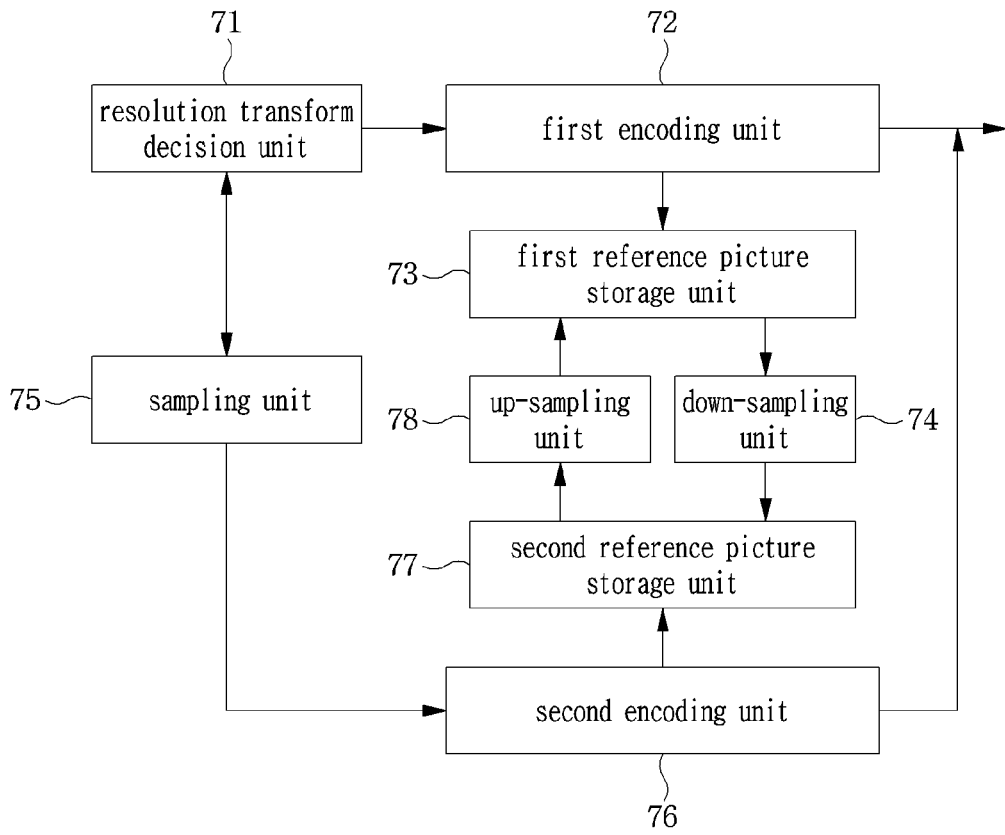 71
72
resolution transform
decision unit
first encoding unit
73
first reference picture
storage unit
75
sampling unit
78
up-sampling
unit
down-sampling
unit
74
77
second reference picture
storage unit
second encoding unit
76